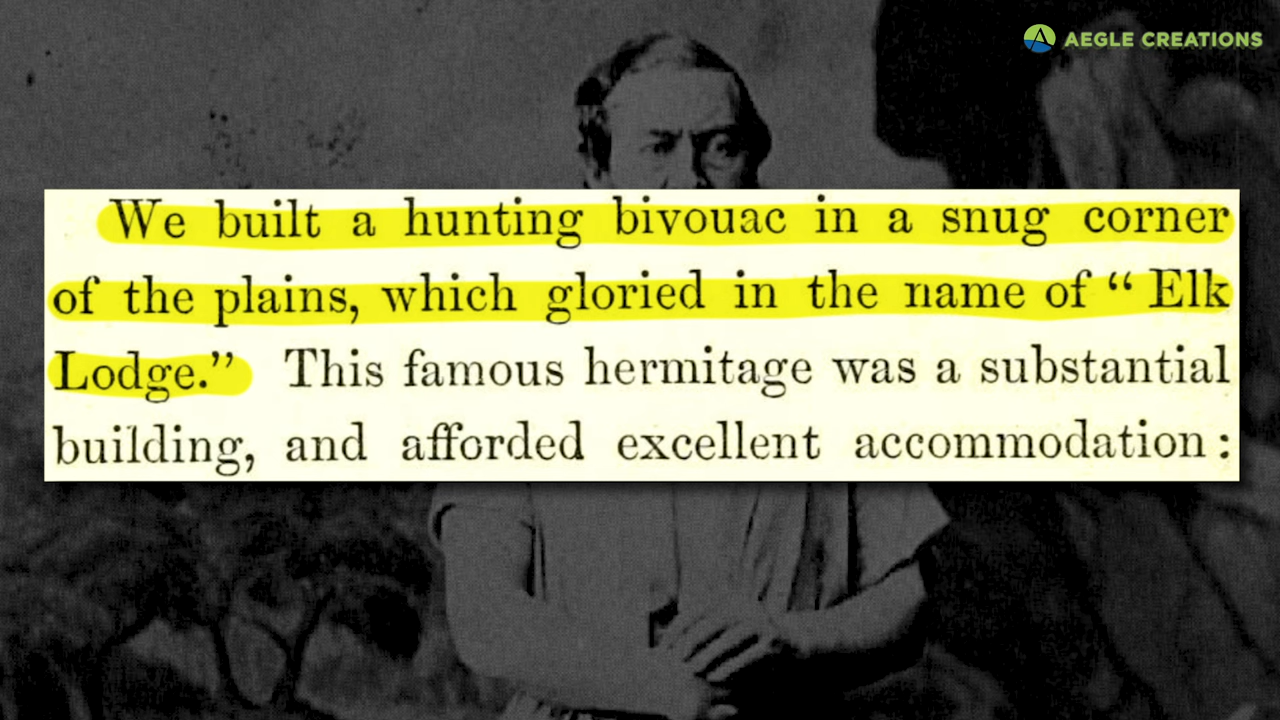 AEGLE CREATIONS
We built a hunting bivouac in a snug corner
of the plains, which gloried in the name of “ Elk
Lodge.” This famous hermitage was a substantial
building, and afforded excellent accommodation :